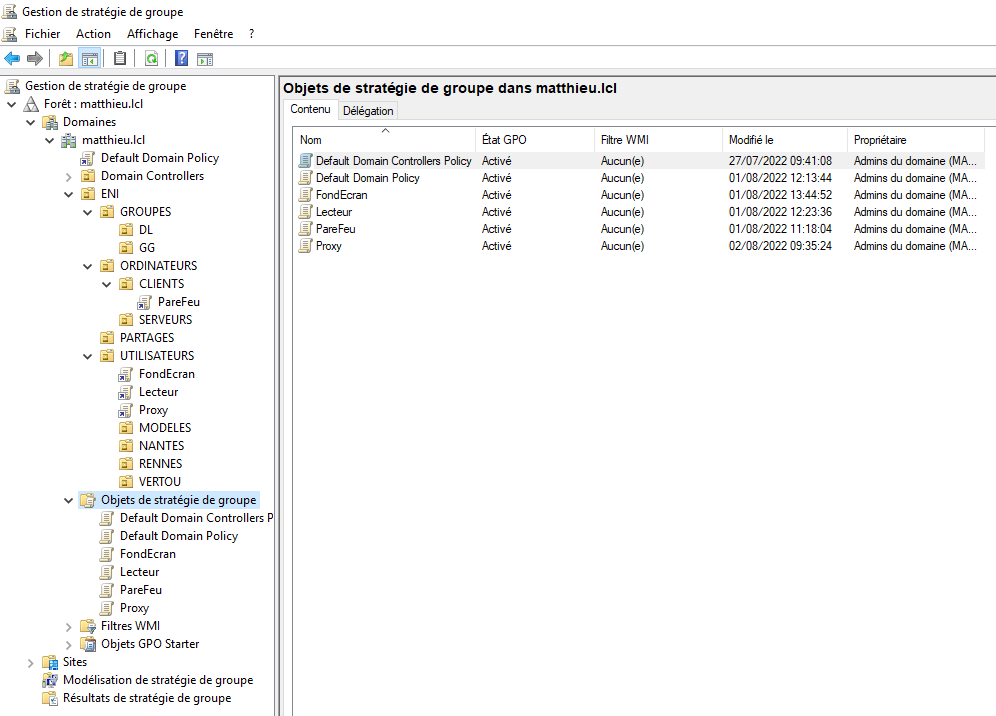 Gestion de stratégie de groupe
Fichier Action Affichage Fenêtre ?
Gestion de stratégie de groupe
Forêt : matthieu.lcl
Domaines
matthieu.lcl
Default Domain Policy
Domain Controllers
ENI
GROUPES
DL
GG
ORDINATEURS
CLIENTS
PareFeu
SERVEURS
PARTAGES
UTILISATEURS
FondEcran
Lecteur
Proxy
MODELES
NANTES
RENNES
VERTOU
Objets de stratégie de groupe
Default Domain Controllers P
Default Domain Policy
FondEcran
Lecteur
PareFeu
Proxy
Filtres WMI
Objets GPO Starter
Sites
Modélisation de stratégie de groupe
Résultats de stratégie de groupe
Objets de stratégie de groupe dans matthieu.lcl
Contenu Délégation
Nom État GPO Filtre WMI Modifié le Propriétaire
Default Domain Controllers Policy Activé Aucun(e) 27/07/2022 09:41:08 Admins du domaine (MA...
Default Domain Policy Activé Aucun(e) 01/08/2022 12:13:44 Admins du domaine (MA...
FondEcran Activé Aucun(e) 01/08/2022 13:44:52 Admins du domaine (MA...
Lecteur Activé Aucun(e) 01/08/2022 12:23:36 Admins du domaine (MA...
PareFeu Activé Aucun(e) 01/08/2022 11:18:04 Admins du domaine (MA...
Proxy Activé Aucun(e) 02/08/2022 09:35:24 Admins du domaine (MA...